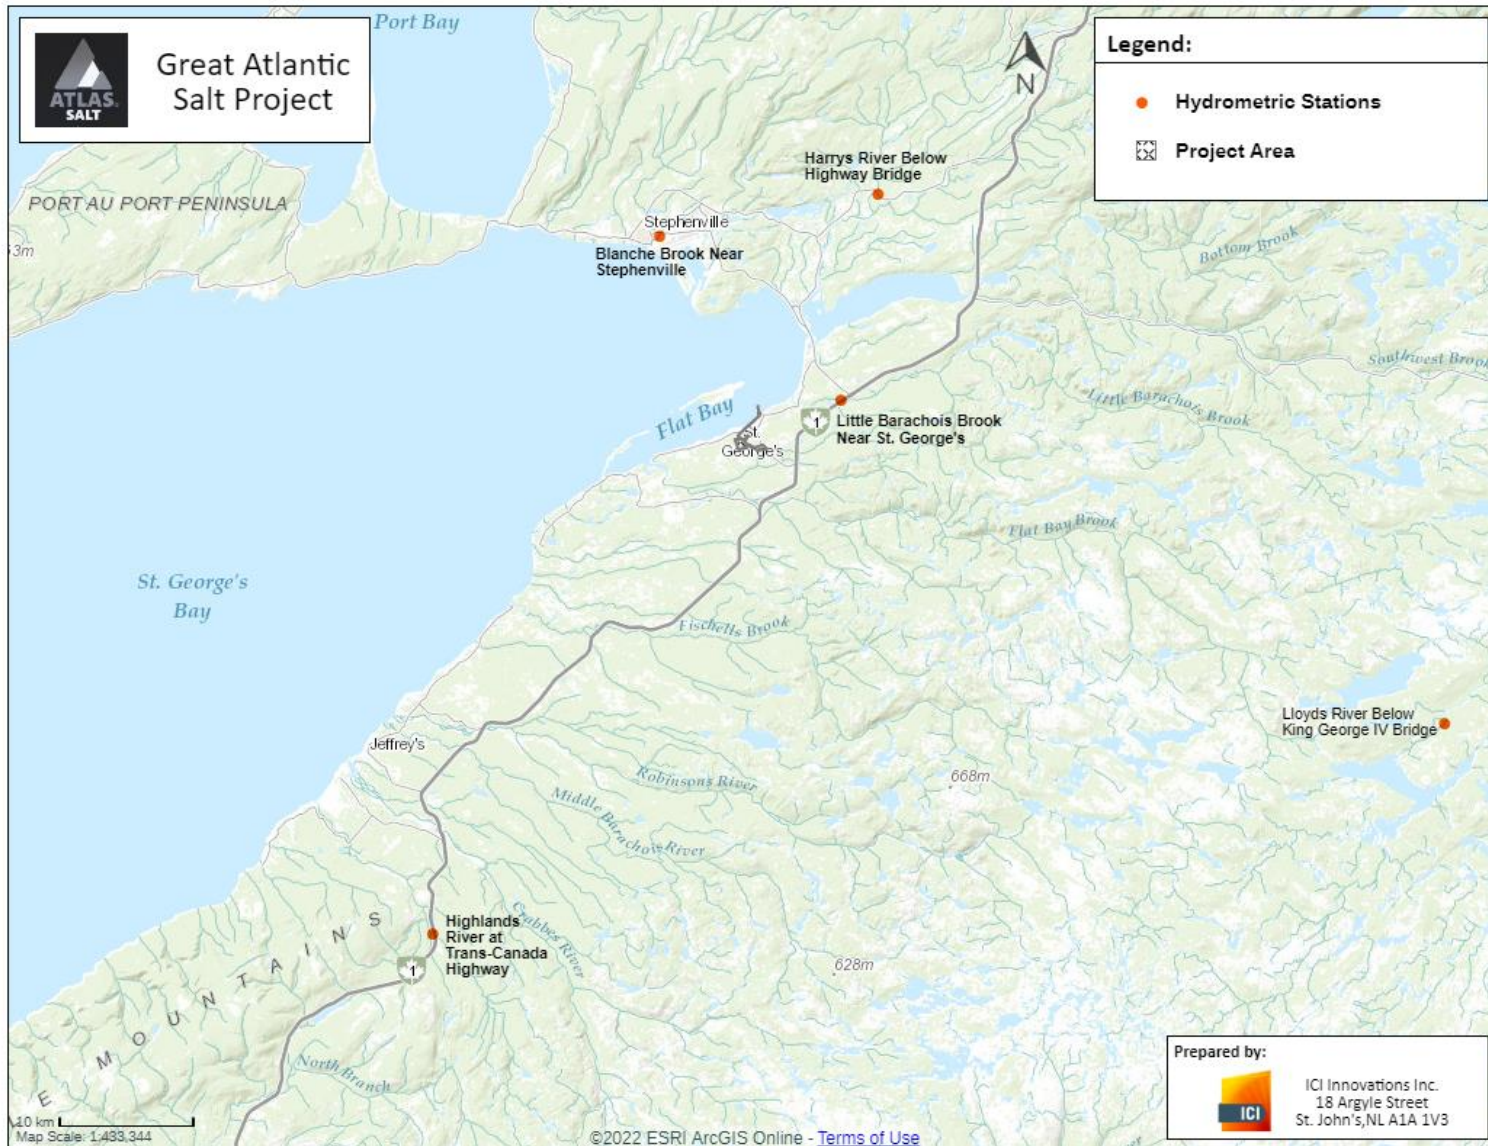 Port Bay
ATLAS
SALT
Great Atlantic
Salt Project
N
Legend:
Hydrometric Stations
Project Area
Harrys River Below
Highway Bridge
PORT AU PORT PENINSULA
Stephenville
Blanche Brook Near
Stephenville
Bottom Brook
53m
Southwest Brook
Little Barachois Brook
Flat Bay
1
Little Barachois Brook
Near St. George's
St.
George's
Flat Bay Brook
St. George's
Bay
Fischells Brook
Lloyds River Below
King George IV Bridge
Jeffrey's
Robinsons River
668m
Middle Barachois River
Highlands
River at
Trans-Canada
Highway
Crabbes River
1
628m
E MOUNTAINS
North Branch
10 km
Map Scale: 1:433,344
©2022 ESRI ArcGIS Online - Terms of Use
Prepared by:
ICI
ICI Innovations Inc.
18 Argyle Street
St. John's,NL A1A 1V3